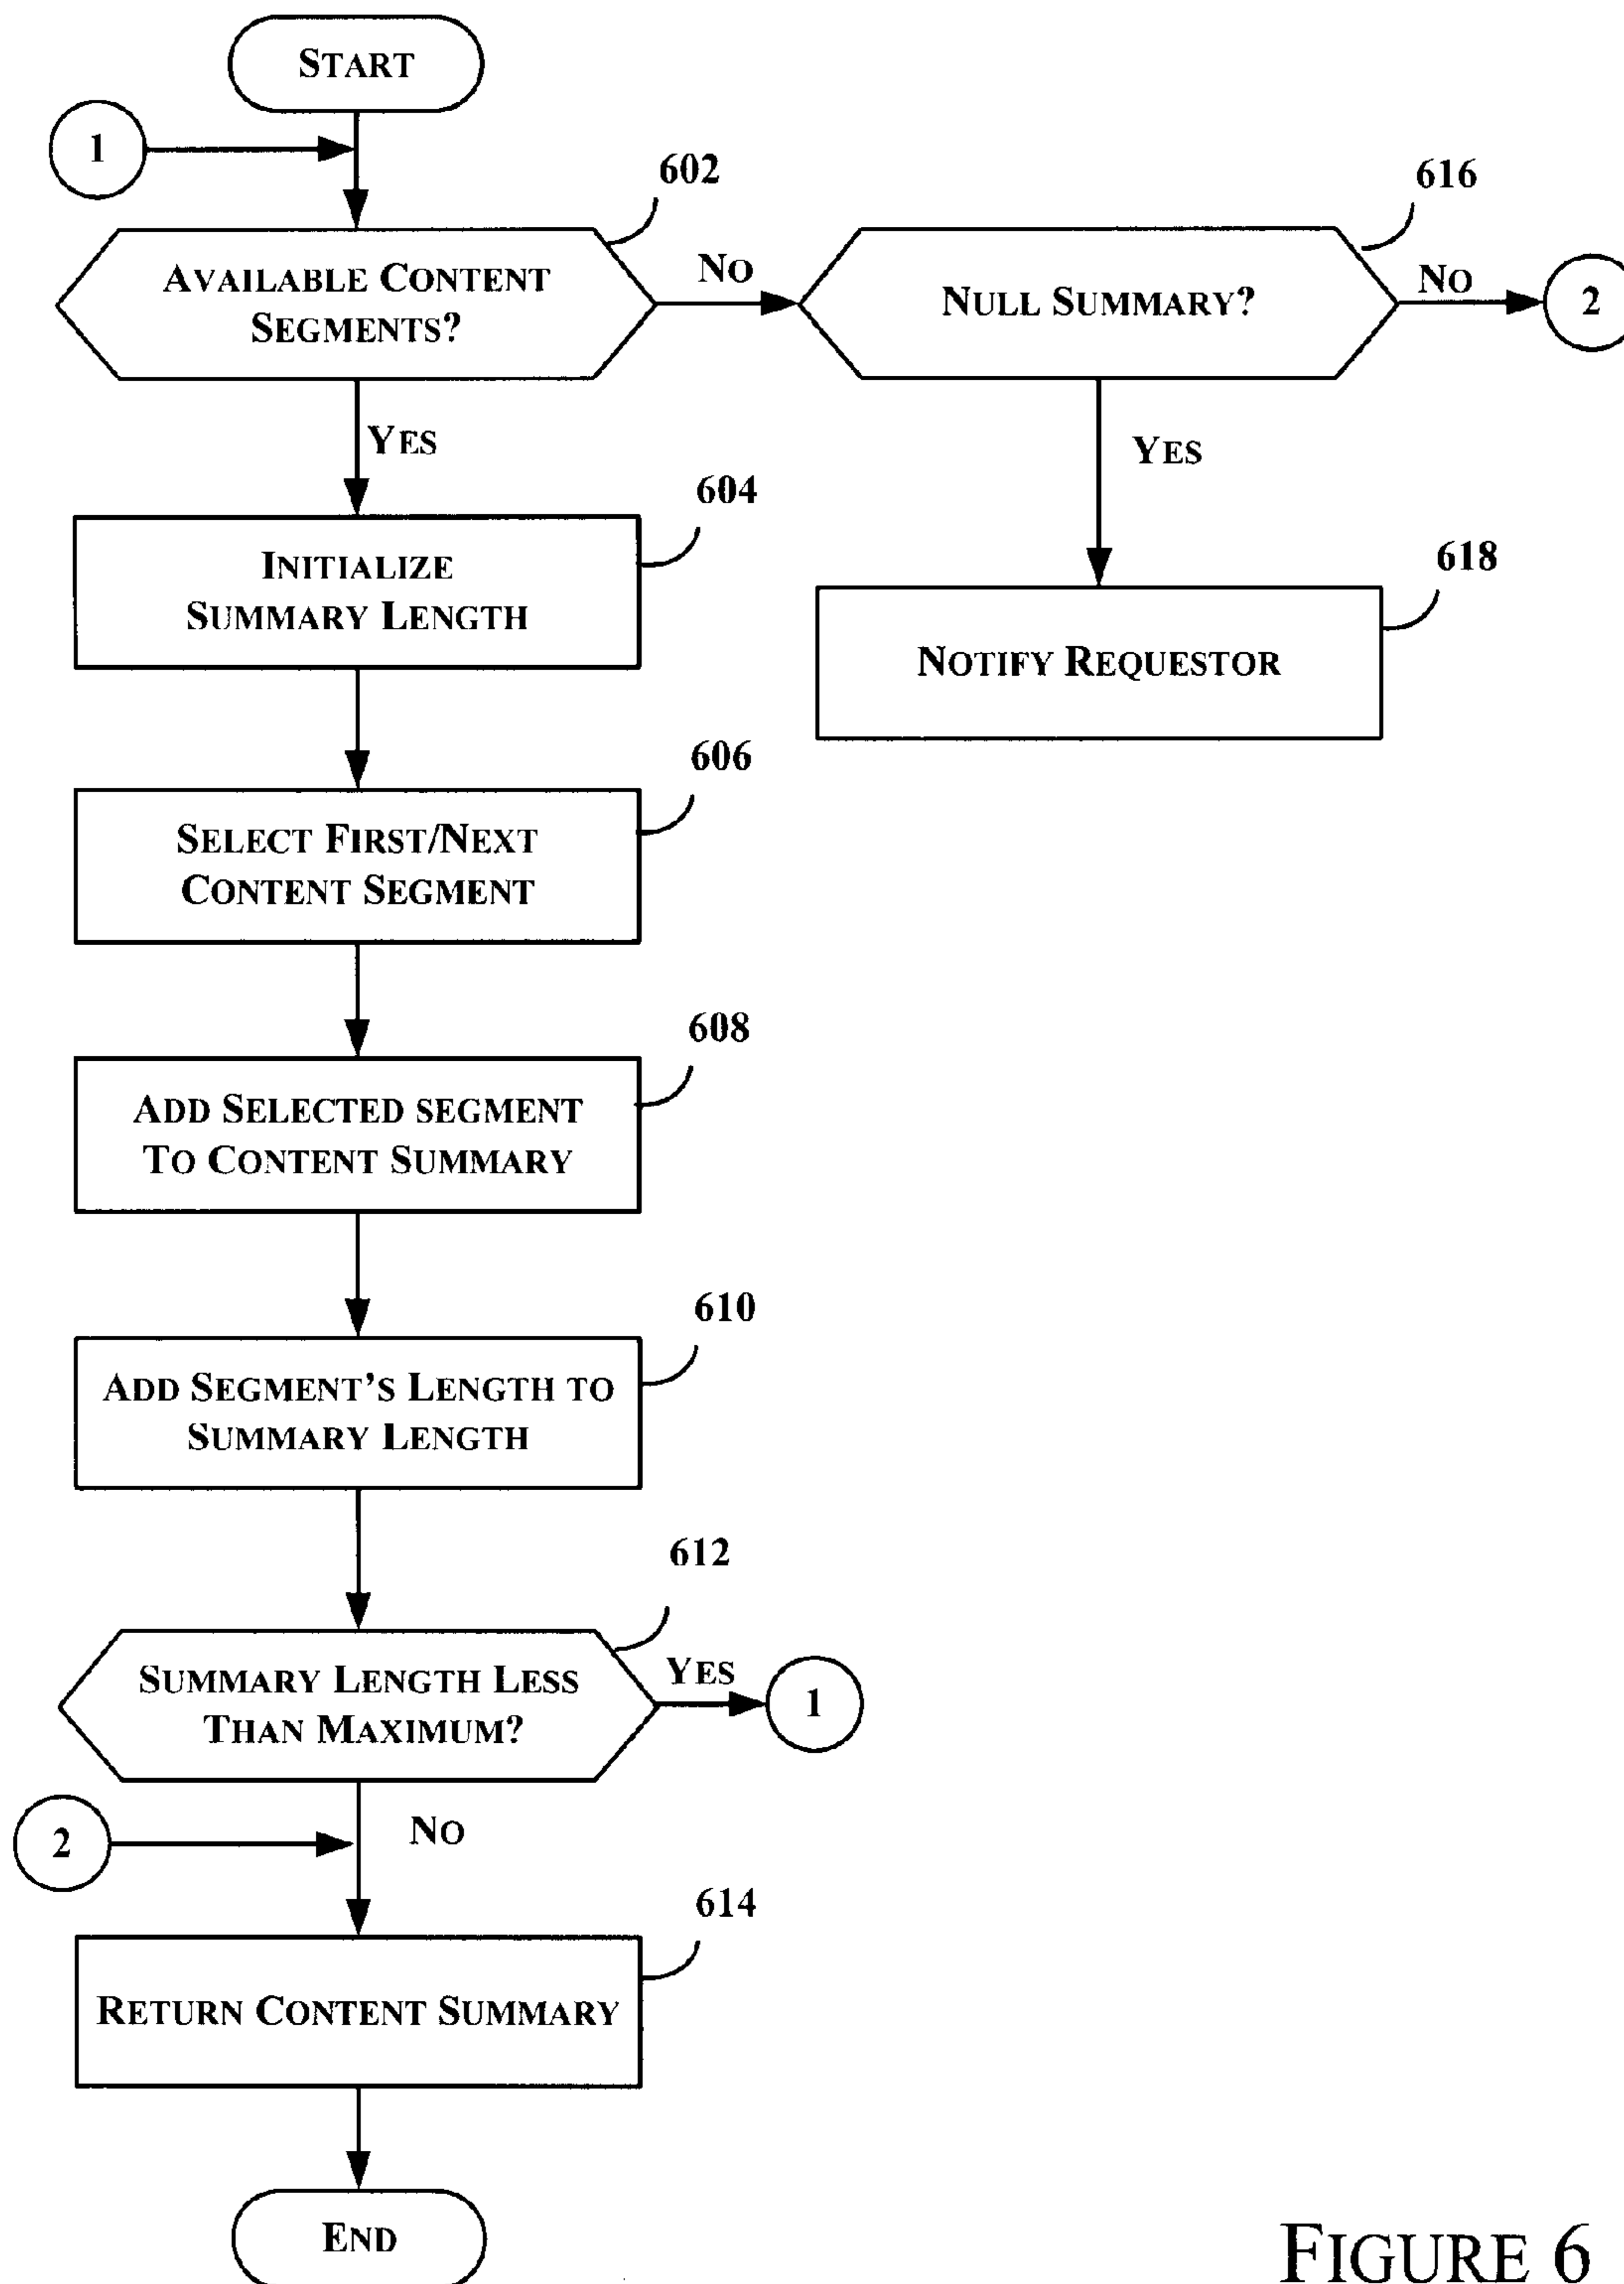 START
1
602
616
AVAILABLE CONTENT
SEGMENTS?
NO
NULL SUMMARY?
NO
2
YES
YES
604
INITIALIZE
SUMMARY LENGTH
618
NOTIFY REQUESTOR
606
SELECT FIRST/NEXT
CONTENT SEGMENT
608
ADD SELECTED SEGMENT
TO CONTENT SUMMARY
610
ADD SEGMENT'S LENGTH TO
SUMMARY LENGTH
612
SUMMARY LENGTH LESS
THAN MAXIMUM?
YES
1
2
NO
614
RETURN CONTENT SUMMARY
END
FIGURE 6